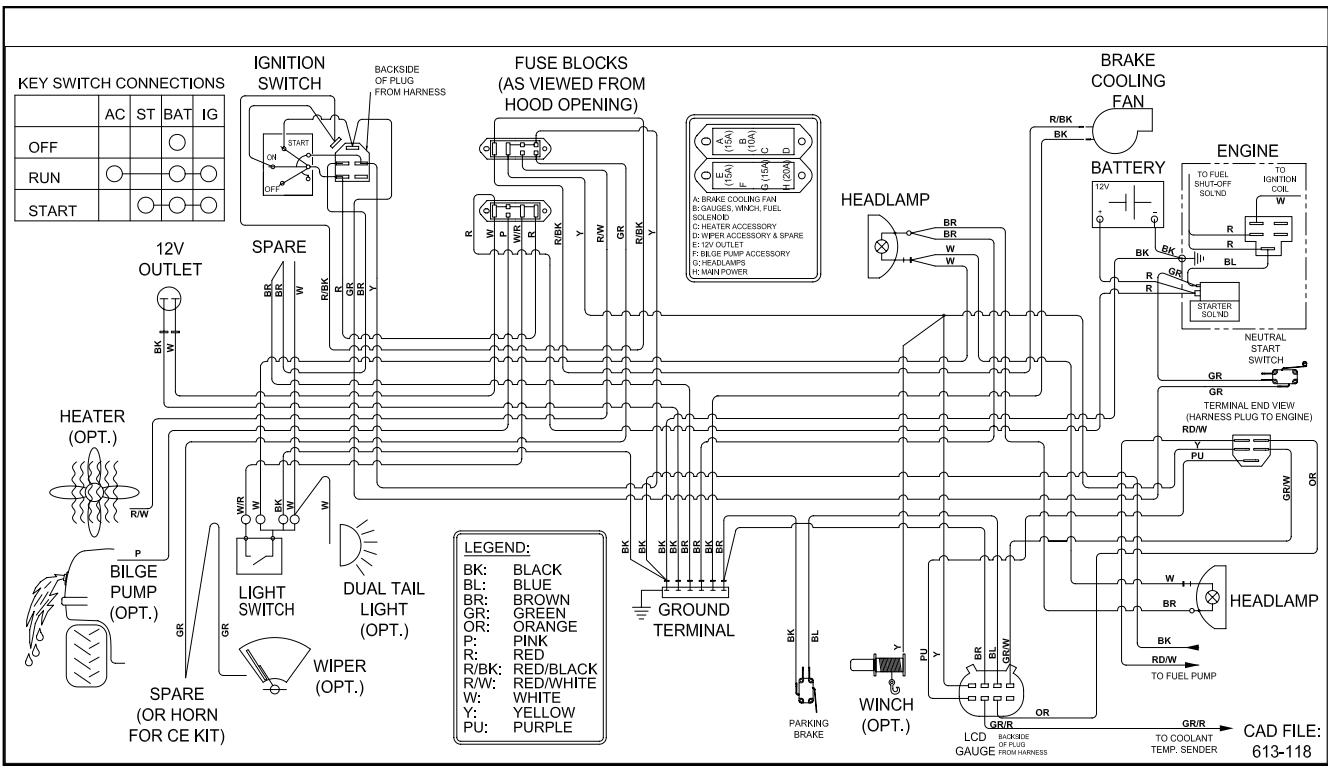 KEY SWITCH CONNECTIONS
AC ST BAT IG
OFF
RUN
START
IGNITION
SWITCH
BACKSIDE
OF PLUG
FROM HARNESS
START
ON
OFF
FUSE BLOCKS
(AS VIEWED FROM
HOOD OPENING)
A (15A)
B (10A)
C
D
E (15A)
F
G (15A)
H (20A)
A: BRAKE COOLING FAN
B: GAUGES, WINCH, FUEL
SOLENOID
C: HEATER ACCESSORY
D: WIPER ACCESSORY & SPARE
E: 12V OUTLET
F: BILGE PUMP ACCESSORY
G: HEADLAMPS
H: MAIN POWER
BRAKE
COOLING
FAN
R/BK
BK
BATTERY
12V
+
-
ENGINE
TO FUEL
SHUT-OFF
SOL'ND
TO
IGNITION
COIL
W
R
R
BL
BK
BK
GR
R
R
STARTER
SOL'ND
HEADLAMP
BR
BR
W
W
12V
OUTLET
BK
W
SPARE
BR
BR
W
R/BK
R
GR
BR
Y
R
W
P
W/R
R
R/BK
Y
R/W
GR
R/BK
Y
NEUTRAL
START
SWITCH
GR
GR
TERMINAL END VIEW
(HARNESS PLUG TO ENGINE)
RD/W
Y
PU
GR/W
OR
HEATER
(OPT.)
R/W
P
BILGE
PUMP
(OPT.)
W/R
W
BK
W
W
LIGHT
SWITCH
DUAL TAIL
LIGHT
(OPT.)
GR
GR
WIPER
(OPT.)
SPARE
(OR HORN
FOR CE KIT)
LEGEND:
BK: BLACK
BL: BLUE
BR: BROWN
GR: GREEN
OR: ORANGE
P: PINK
R: RED
R/BK: RED/BLACK
R/W: RED/WHITE
W: WHITE
Y: YELLOW
PU: PURPLE
BK
BK
BK
BR
BR
BK
BR
GROUND
TERMINAL
BK
BL
PARKING
BRAKE
Y
WINCH
(OPT.)
PU
Y
BR
BL
GR/W
OR
GR/R
LCD
GAUGE
BACKSIDE
OF PLUG
FROM HARNESS
W
BR
HEADLAMP
BK
RD/W
TO FUEL PUMP
GR/R
TO COOLANT
TEMP. SENDER
CAD FILE:
613-118